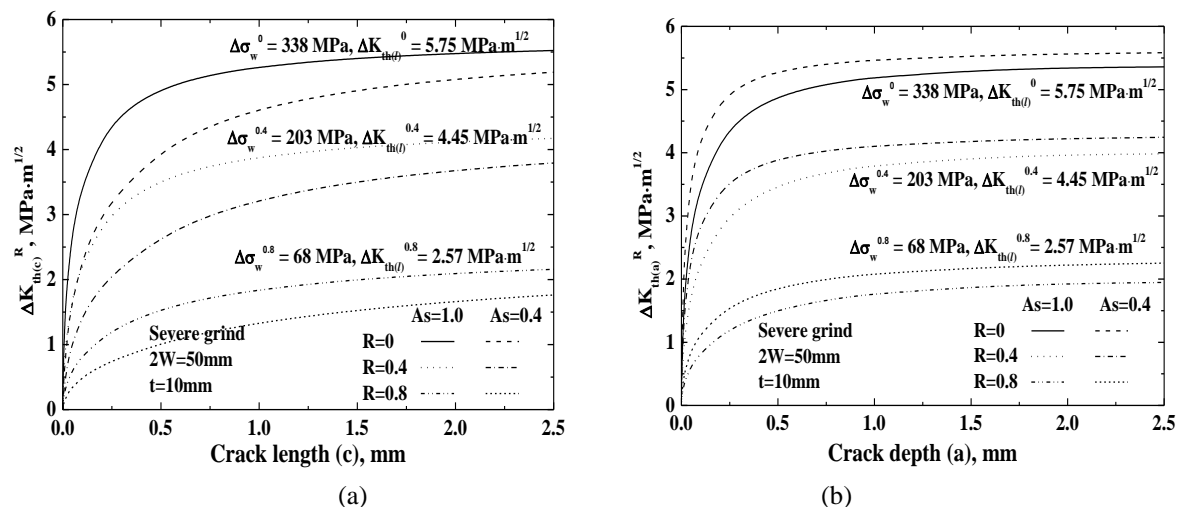 (a)
6
5
4
3
2
1
0
ΔK_th(c)^R, MPa·m^1/2
Δσ_w^0 = 338 MPa, ΔK_th(l)^0 = 5.75 MPa·m^1/2
Δσ_w^0.4 = 203 MPa, ΔK_th(l)^0.4 = 4.45 MPa·m^1/2
Δσ_w^0.8 = 68 MPa, ΔK_th(l)^0.8 = 2.57 MPa·m^1/2
Severe grind
2W=50mm
t=10mm
As=1.0 As=0.4
R=0
R=0.4
R=0.8
0.0 0.5 1.0 1.5 2.0 2.5
Crack length (c), mm
(a)
(b)
6
5
4
3
2
1
0
ΔK_th(a)^R, MPa·m^1/2
Δσ_w^0 = 338 MPa, ΔK_th(l)^0 = 5.75 MPa·m^1/2
Δσ_w^0.4 = 203 MPa, ΔK_th(l)^0.4 = 4.45 MPa·m^1/2
Δσ_w^0.8 = 68 MPa, ΔK_th(l)^0.8 = 2.57 MPa·m^1/2
Severe grind
2W=50mm
t=10mm
As=1.0 As=0.4
R=0
R=0.4
R=0.8
0.0 0.5 1.0 1.5 2.0 2.5
Crack depth (a), mm
(b)